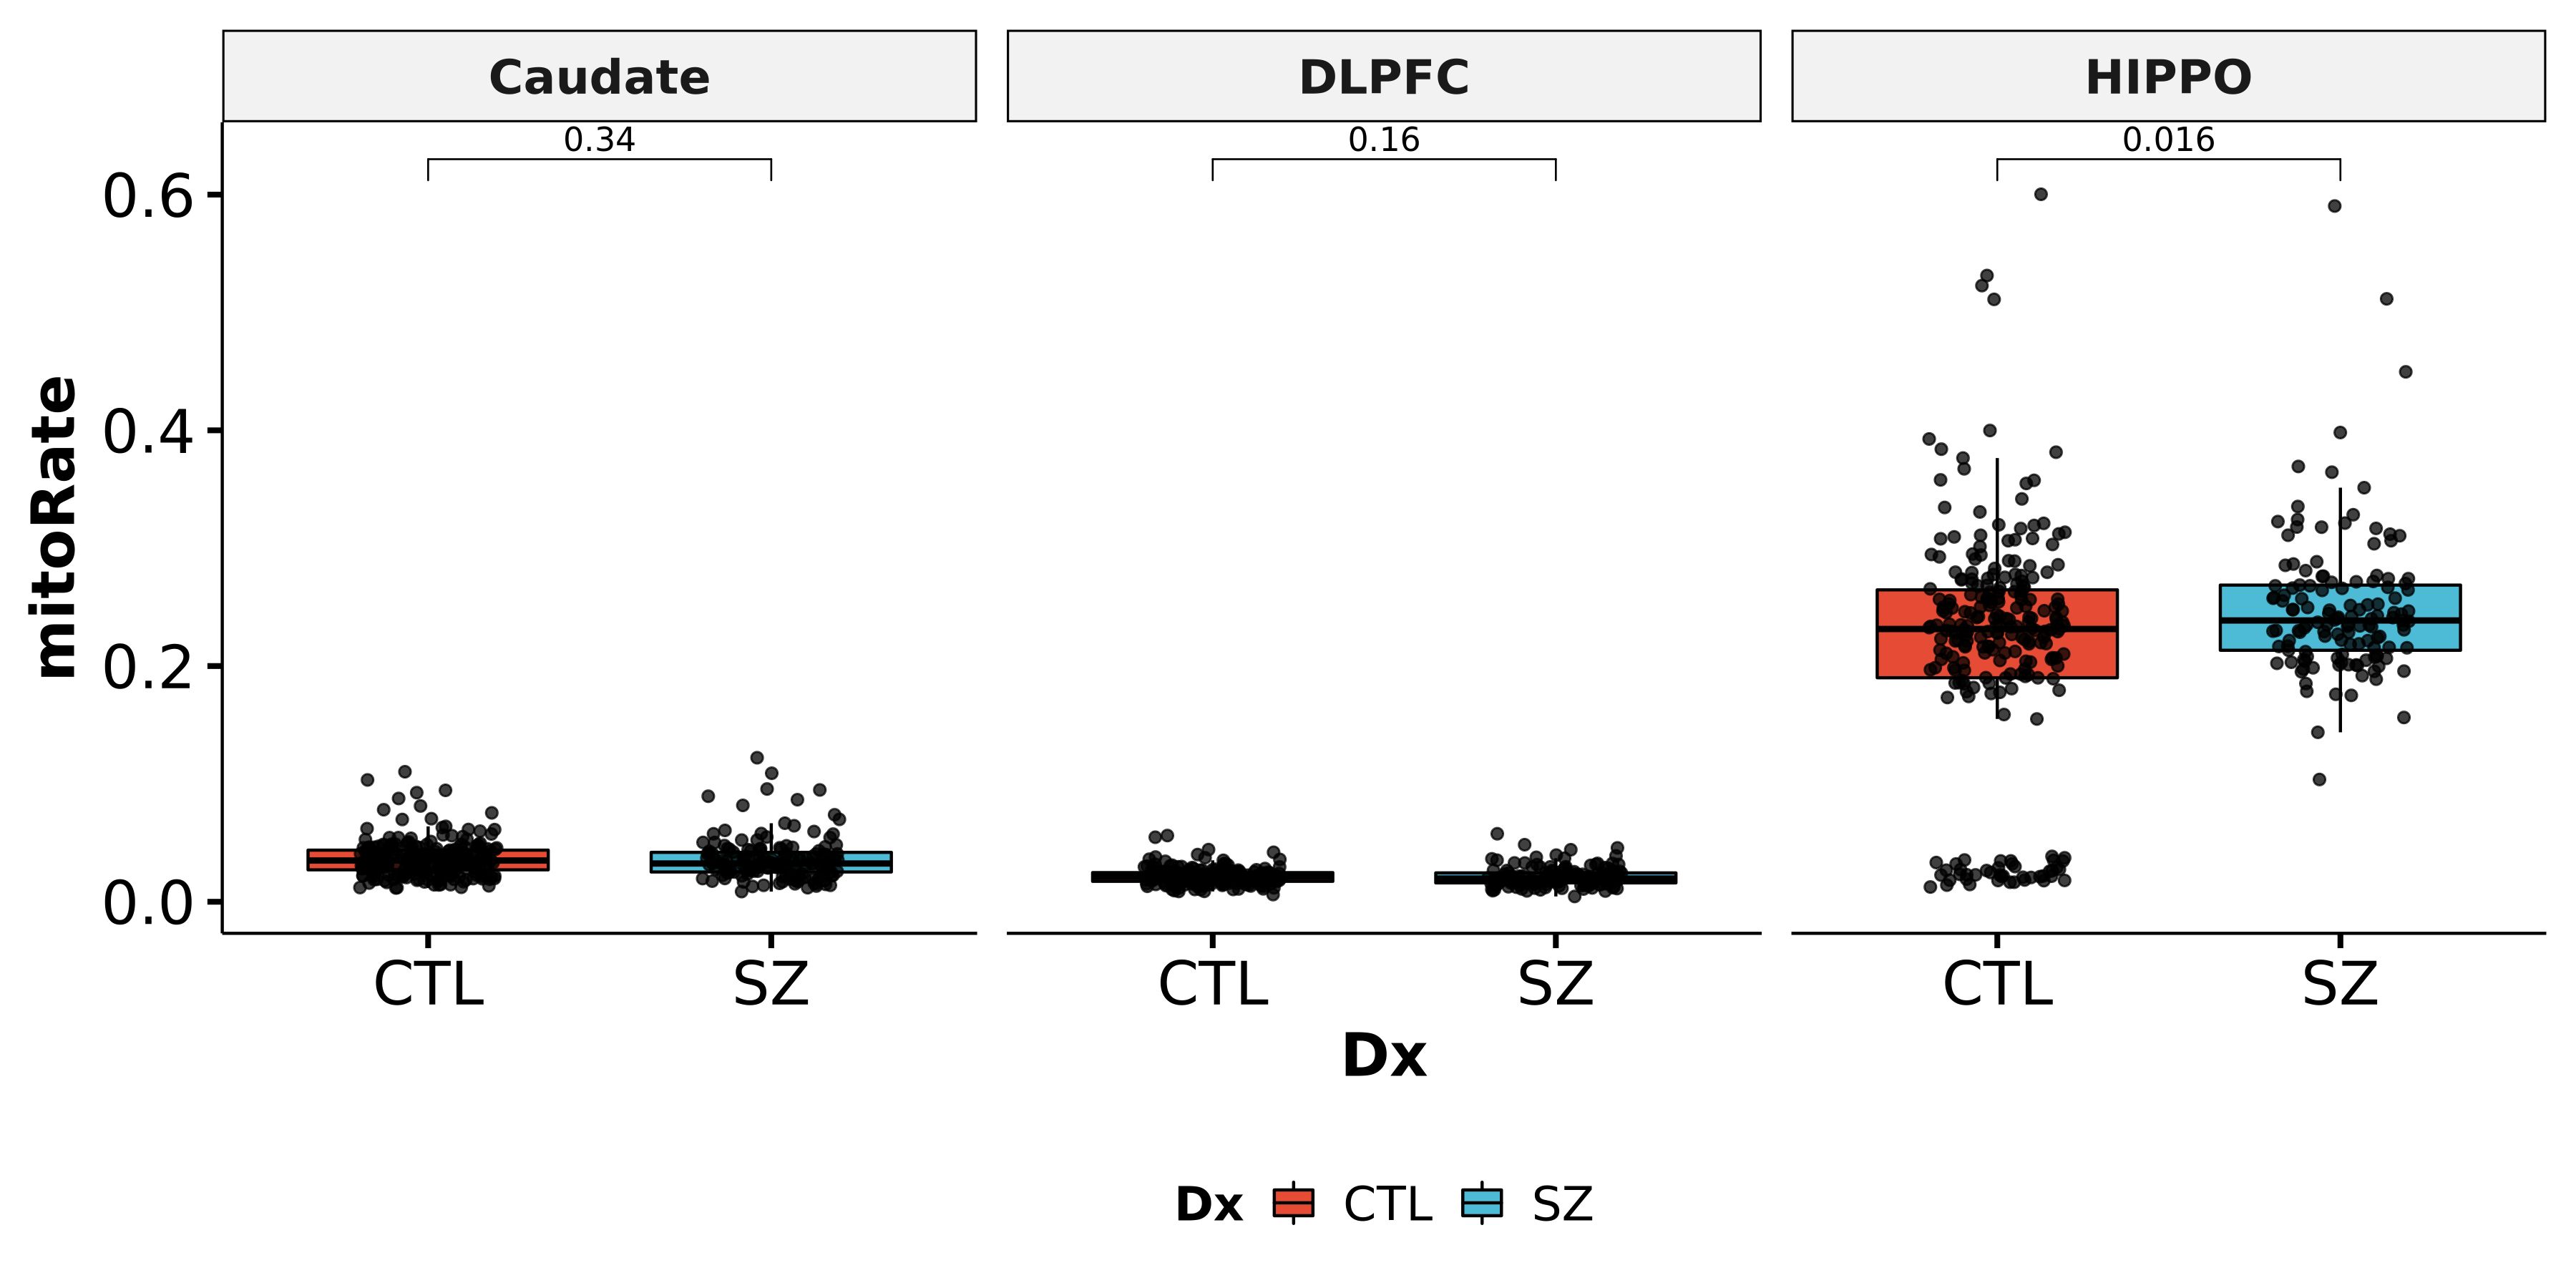 Caudate DLPFC HIPPO
0.34 0.16 0.016
0.6
0.4
0.2
0.0
mitoRate
CTL SZ CTL SZ CTL SZ
Dx
Dx CTL SZ